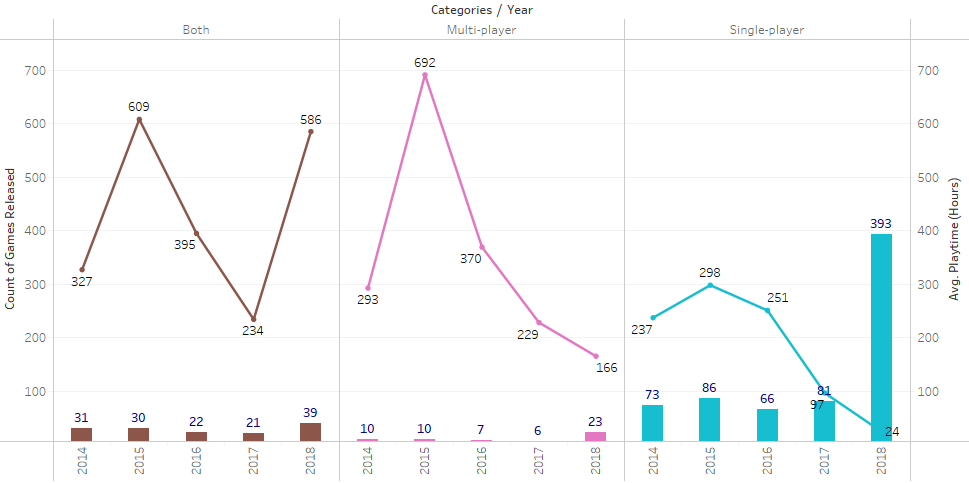 Categories / Year
Both Multi-player Single-player
Count of Games Released
Avg. Playtime (Hours)
700 700
600 600
500 500
400 400
300 300
200 200
100 100
327 609 395 234 586
31 30 22 21 39
293 692 370 229 166
10 10 7 6 23
237 298 251 97 24
73 86 66 81 393
2014 2015 2016 2017 2018 2014 2015 2016 2017 2018 2014 2015 2016 2017 2018